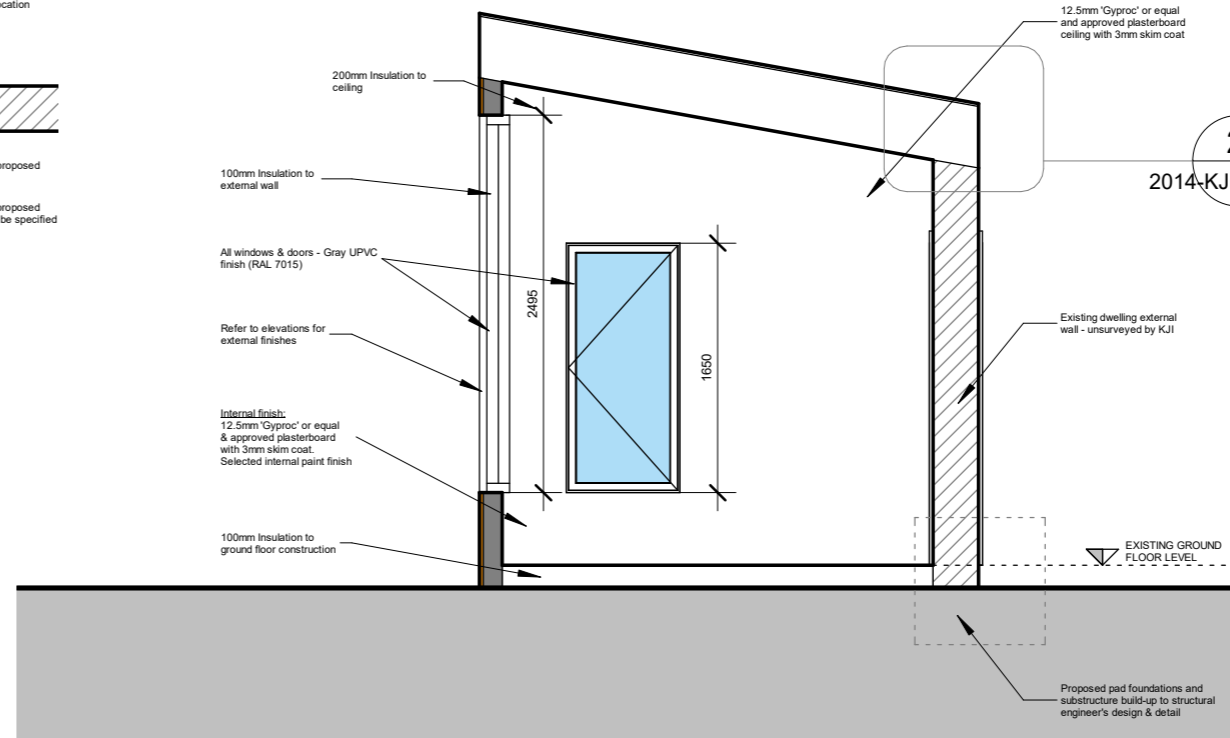 proposed
proposed
be specified
200mm Insulation to
ceiling
100mm Insulation to
external wall
All windows & doors - Gray UPVC
finish (RAL 7015)
Refer to elevations for
external finishes
Internal finish:
12.5mm 'Gyproc' or equal
& approved plasterboard
with 3mm skim coat.
Selected internal paint finish
100mm Insulation to
ground floor construction
2495
1650
12.5mm 'Gyproc' or equal
and approved plasterboard
ceiling with 3mm skim coat
2014-KJ
Existing dwelling external
wall - unsurveyed by KJI
EXISTING GROUND
FLOOR LEVEL
Proposed pad foundations and
substructure build-up to structural
engineer's design & detail